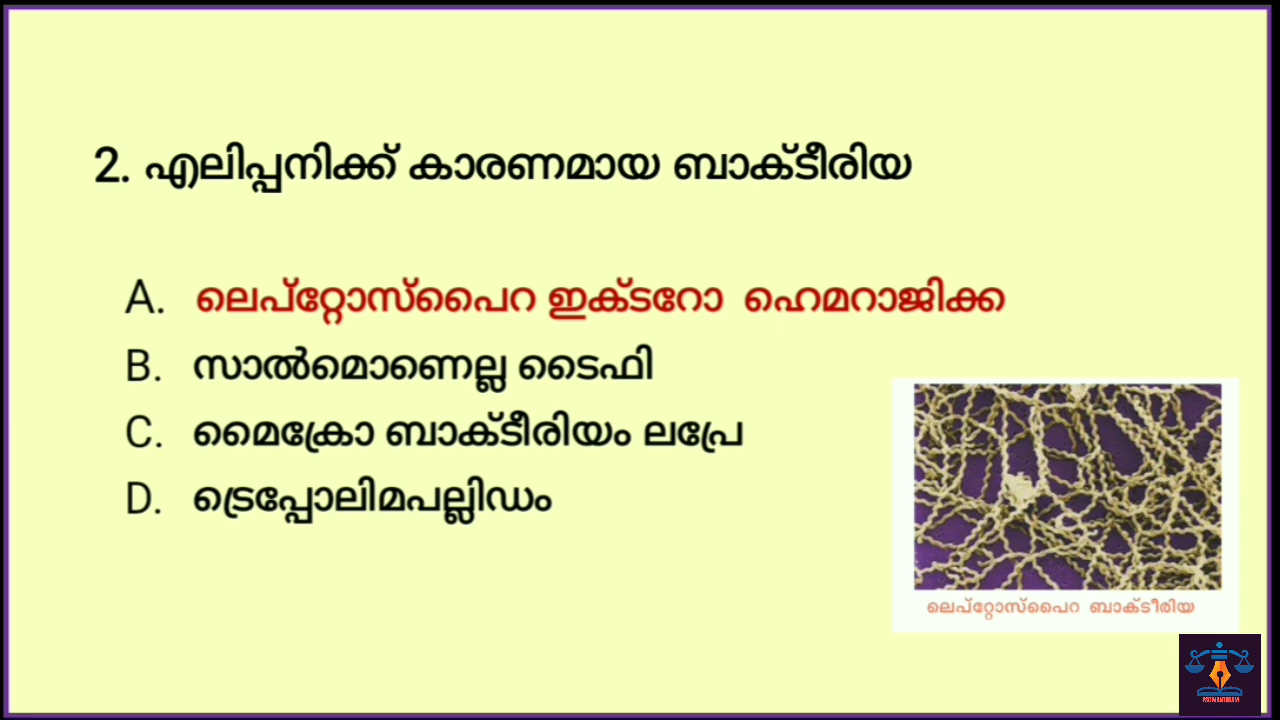 2. എലിപ്പനിക്ക് കാരണമായ ബാക്ടീരിയ
A. ലെപ്റ്റോസ്പൈറ ഇക്ടറോ ഹെമറാജിക്ക
B. സാൽമൊണെല്ല ടൈഫി
C. മൈക്രോ ബാക്ടീരിയം ലപ്രേ
D. ട്രെപ്പോലിമപല്ലിഡം
ലെപ്റ്റോസ്പൈറ ബാക്ടീരിയ